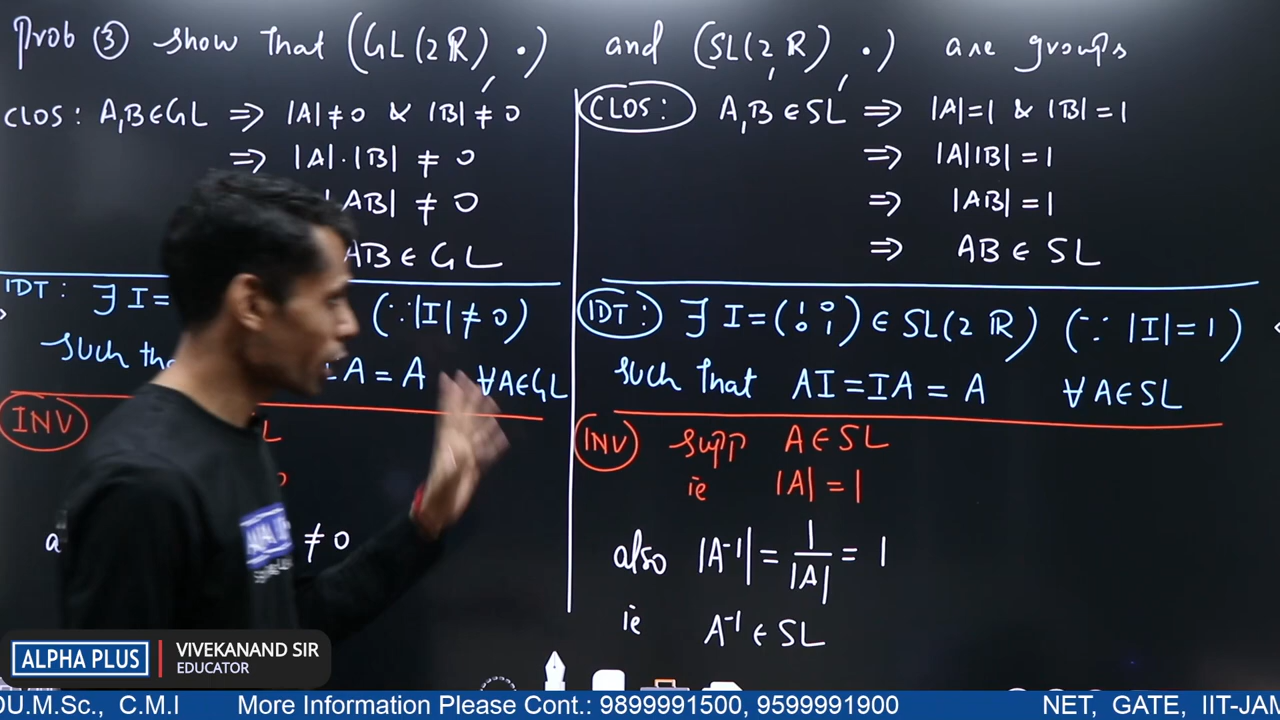 Prob ③ show that (GL(2,ℝ), •) and (SL(2,ℝ), •) are groups
CLOS: A,B∈GL ⇒ |A|≠0 & |B|≠0
⇒ |A|·|B| ≠ 0
AB| ≠ 0
AB∈GL
IDT: ∃ I= (∵|I|≠0)
such tha A = A ∀A∈GL
INV L
≠0
CLOS: A,B∈SL ⇒ |A|=1 & |B|=1
⇒ |A||B|=1
⇒ |AB|=1
⇒ AB∈SL
IDT: ∃ I=(1 0 0 1)∈SL(2 ℝ) (∵ |I|=1)
such that AI=IA=A ∀A∈SL
INV supp A∈SL
ie |A|=1
also |A⁻¹|=1/|A|=1
ie A⁻¹∈SL
ALPHA PLUS
VIVEKANAND SIR
EDUCATOR
OU.M.Sc., C.M.I More Information Please Cont.: 9899991500, 9599991900 NET, GATE, IIT-JAM